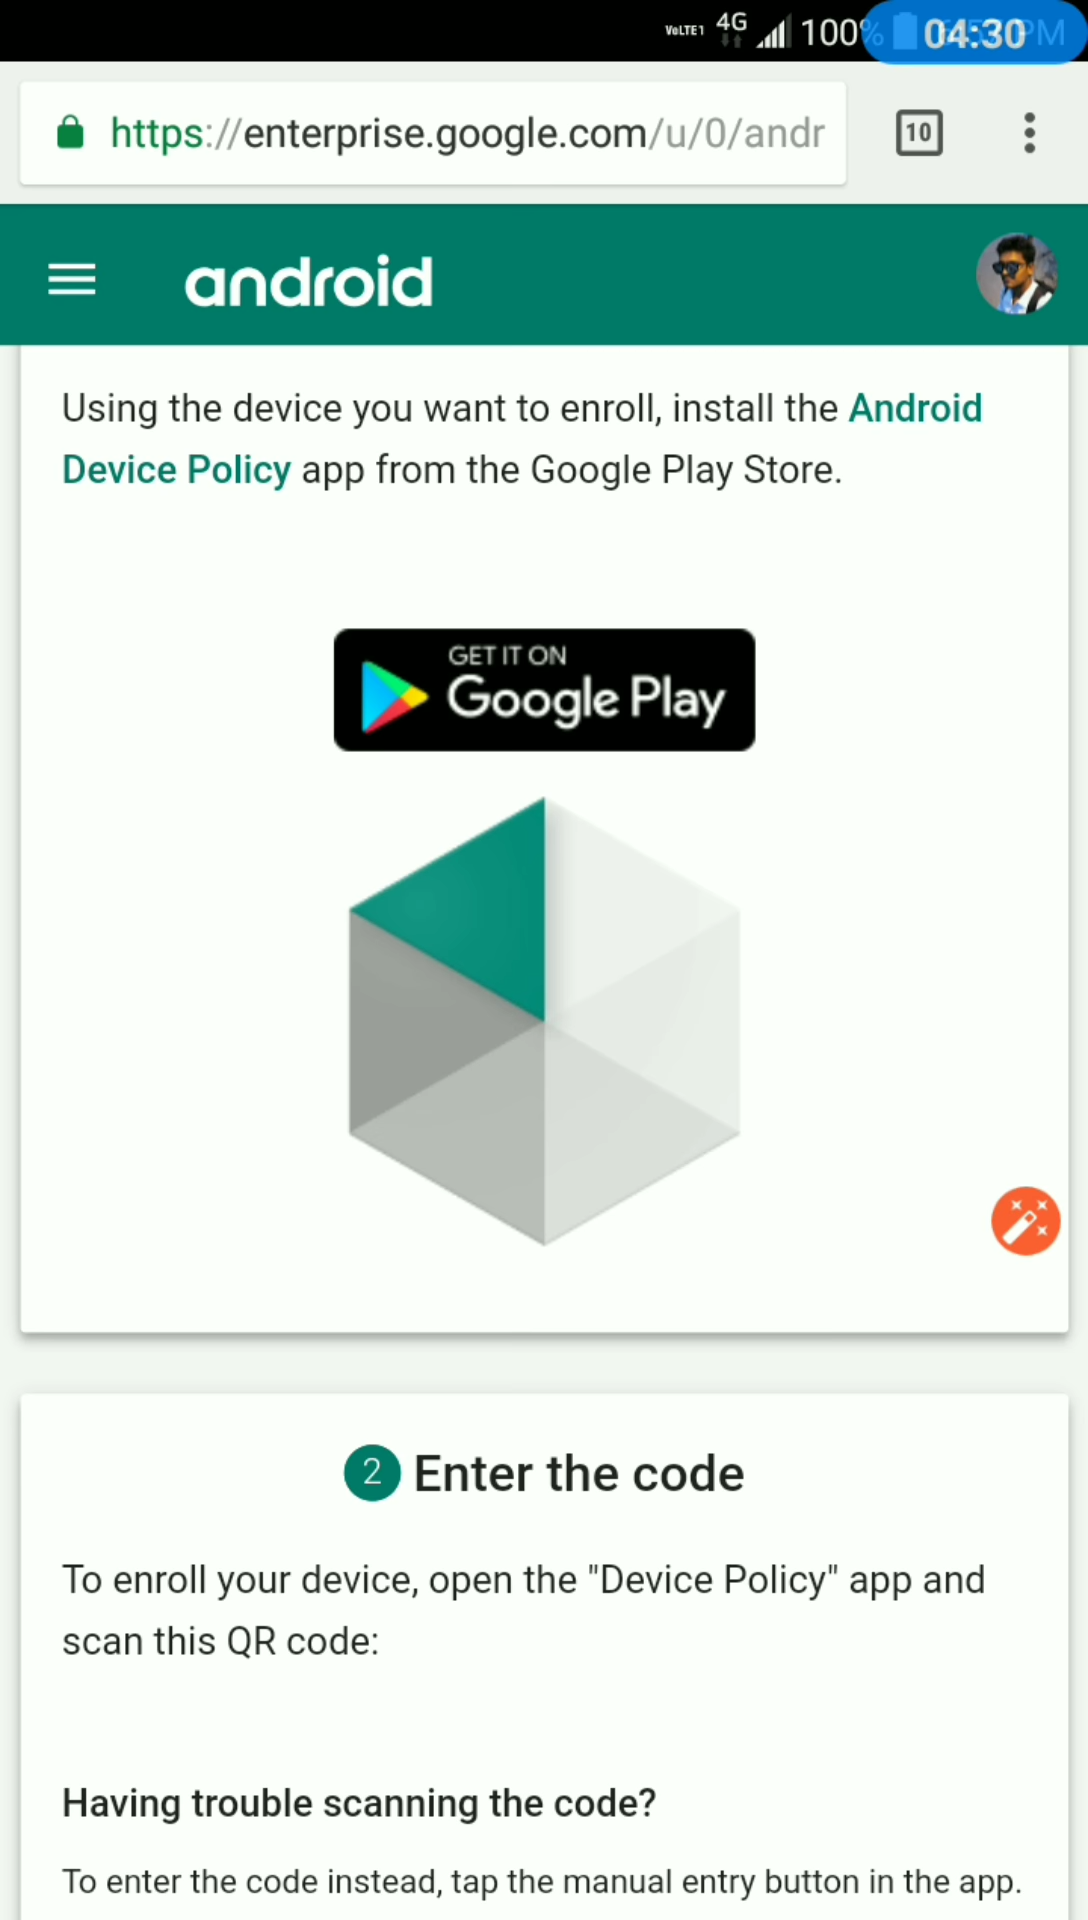 VoLTE1 4G 100% 04:30 PM
https://enterprise.google.com/u/0/andr
10
android
Using the device you want to enroll, install the Android
Device Policy app from the Google Play Store.
GET IT ON
Google Play
2 Enter the code
To enroll your device, open the "Device Policy" app and
scan this QR code:
Having trouble scanning the code?
To enter the code instead, tap the manual entry button in the app.